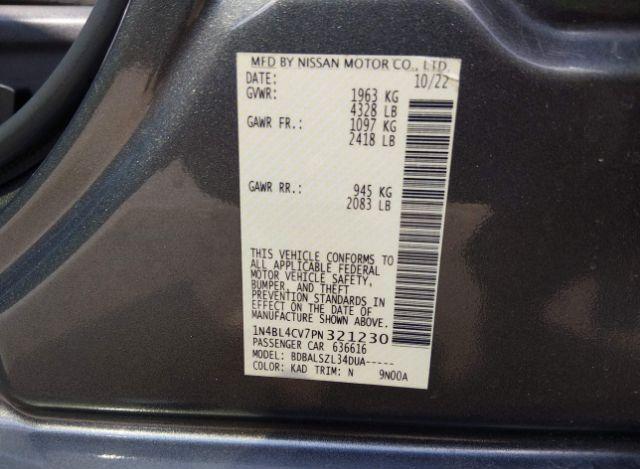 MFD BY NISSAN MOTOR CO., LTD.
DATE: 10/22
GVWR: 1963 KG
4328 LB
GAWR FR.: 1097 KG
2418 LB
GAWR RR.: 945 KG
2083 LB
THIS VEHICLE CONFORMS TO
ALL APPLICABLE FEDERAL
MOTOR VEHICLE SAFETY,
BUMPER, AND THEFT
PREVENTION STANDARDS IN
EFFECT ON THE DATE OF
MANUFACTURE SHOWN ABOVE.
1N4BL4CV7PN321230
PASSENGER CAR 636616
MODEL: BDBALSZL34DUA-----
COLOR: KAD TRIM: N 9N00A